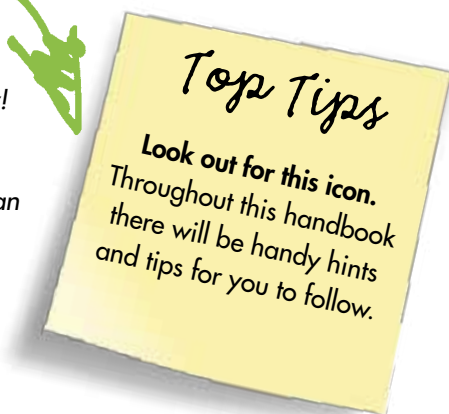 !
an
Top Tips
Look out for this icon.
Throughout this handbook
there will be handy hints
and tips for you to follow.